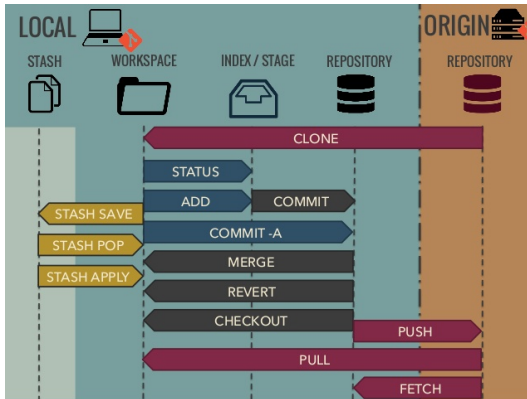 LOCAL
ORIGIN
STASH
WORKSPACE
INDEX / STAGE
REPOSITORY
REPOSITORY
CLONE
STATUS
ADD
COMMIT
STASH SAVE
COMMIT -A
STASH POP
MERGE
STASH APPLY
REVERT
CHECKOUT
PUSH
PULL
FETCH